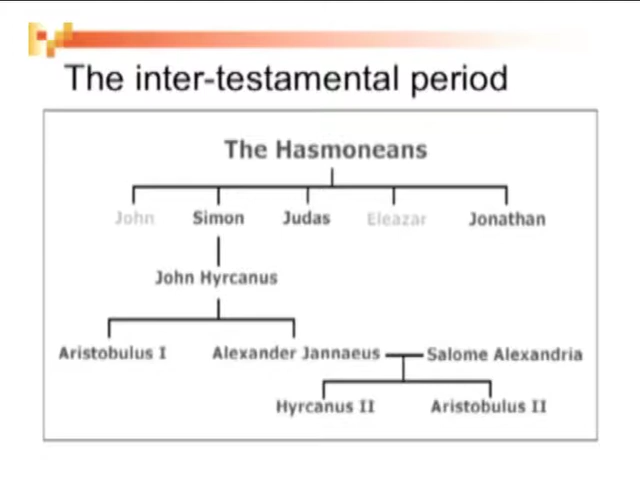 The inter-testamental period
The Hasmoneans
John Simon Judas Eleazar Jonathan
John Hyrcanus
Aristobulus I Alexander Jannaeus Salome Alexandria
Hyrcanus II Aristobulus II